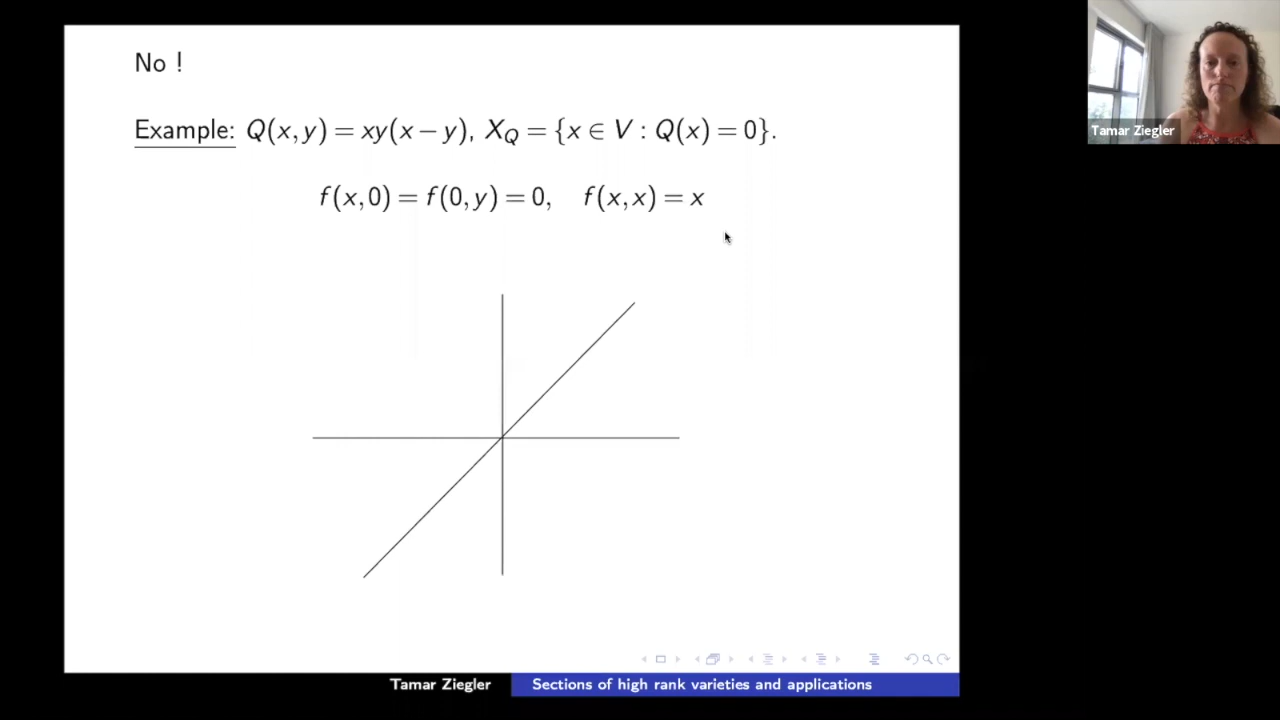 No !
Example: Q(x, y) = xy(x − y), X_Q = {x ∈ V : Q(x) = 0}.
f(x, 0) = f(0, y) = 0, f(x, x) = x
Tamar Ziegler
Tamar Ziegler Sections of high rank varieties and applications